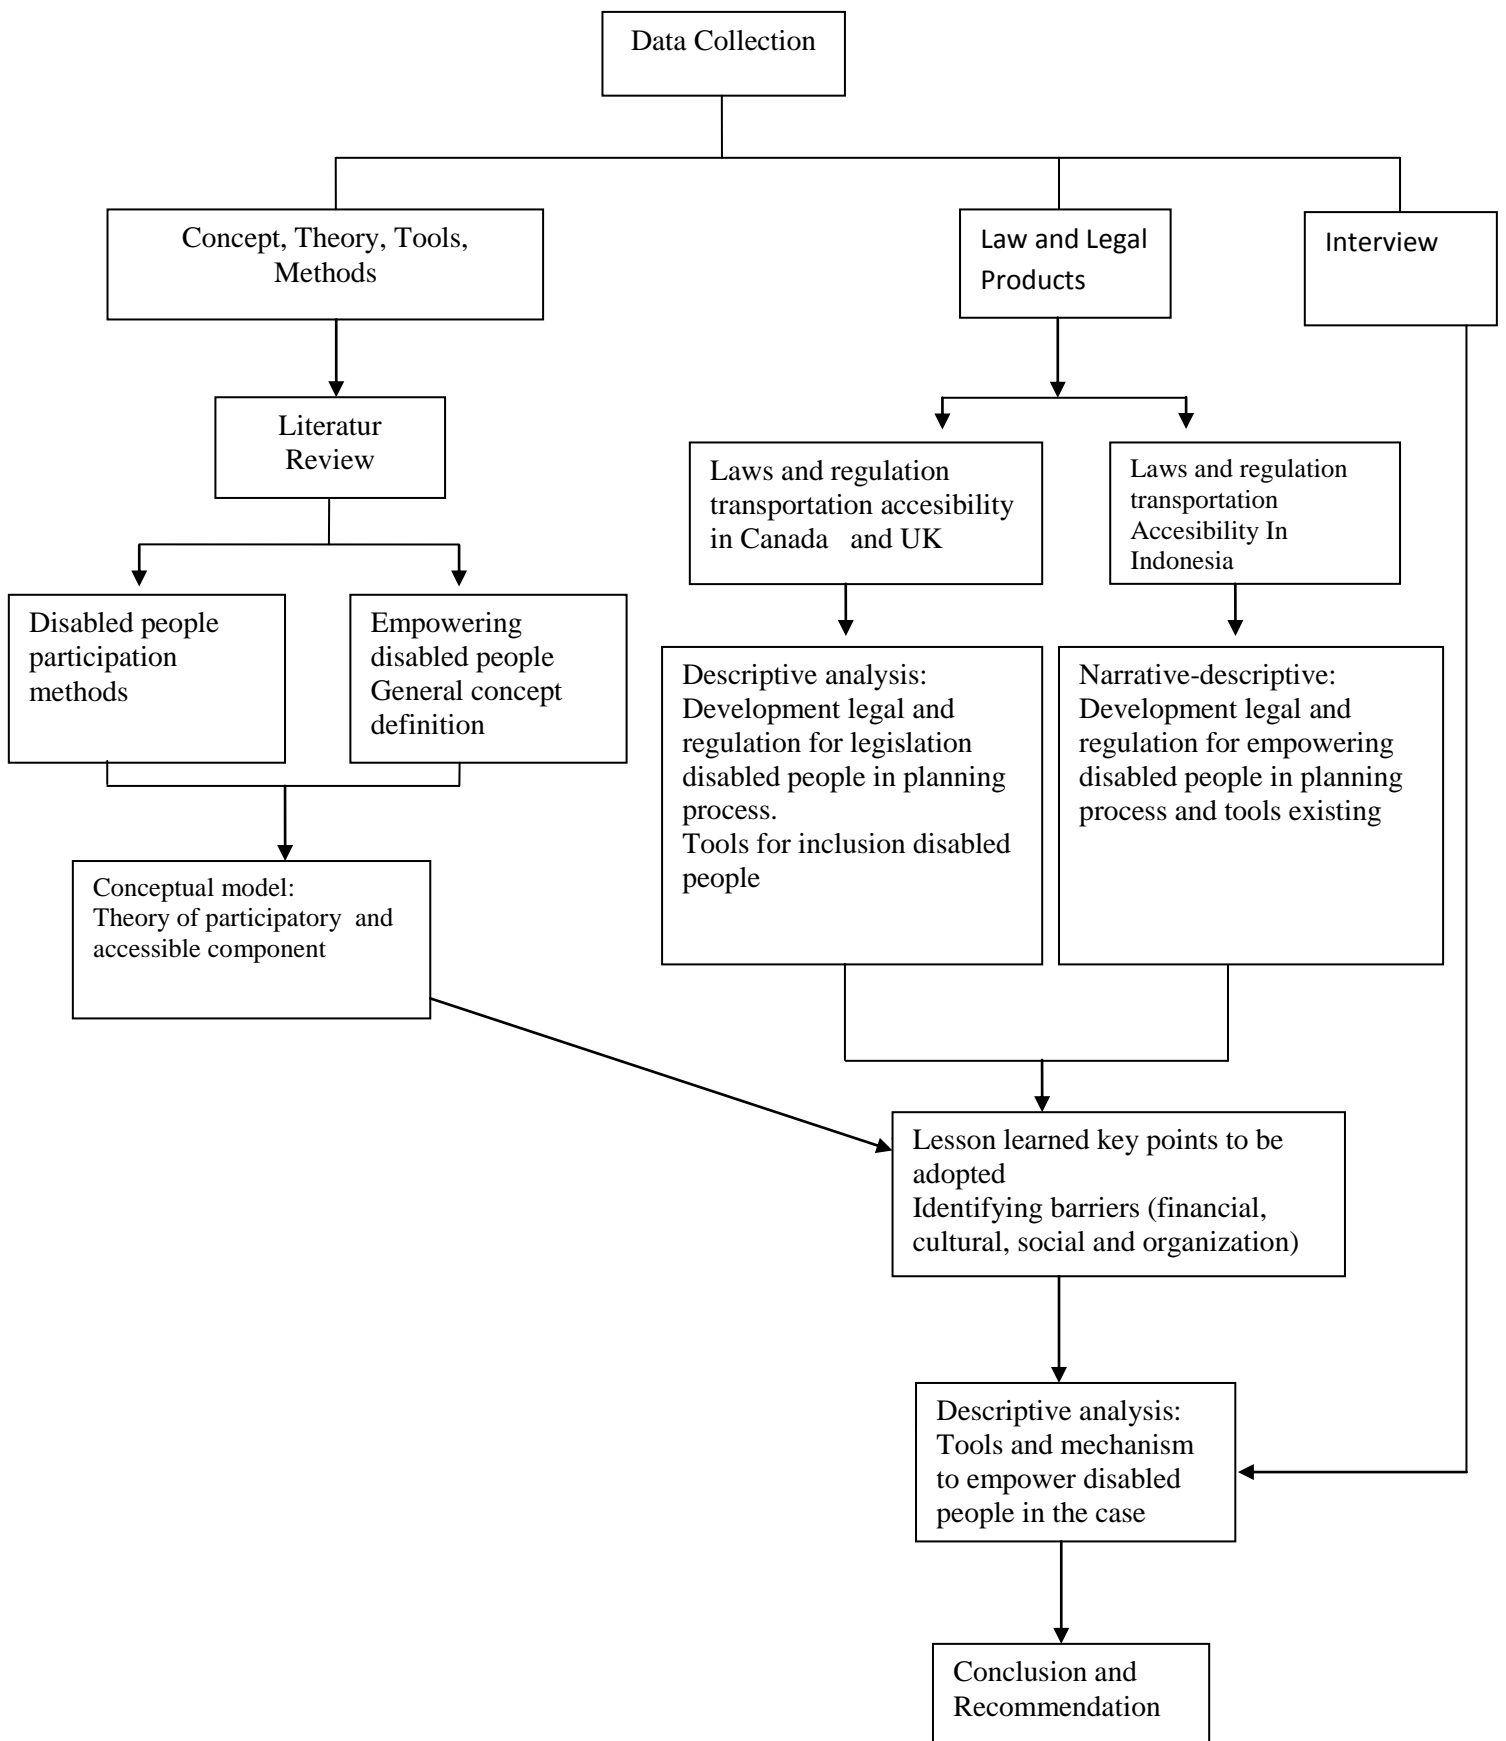 Data Collection
Concept, Theory, Tools,
Methods
Law and Legal
Products
Interview
Literatur
Review
Laws and regulation
transportation accesibility
in Canada and UK
Laws and regulation
transportation
Accesibility In
Indonesia
Disabled people
participation
methods
Empowering
disabled people
General concept
definition
Descriptive analysis:
Development legal and
regulation for legislation
disabled people in planning
process.
Tools for inclusion disabled
people
Narrative-descriptive:
Development legal and
regulation for empowering
disabled people in planning
process and tools existing
Conceptual model:
Theory of participatory and
accessible component
Lesson learned key points to be
adopted
Identifying barriers (financial,
cultural, social and organization)
Descriptive analysis:
Tools and mechanism
to empower disabled
people in the case
Conclusion and
Recommendation